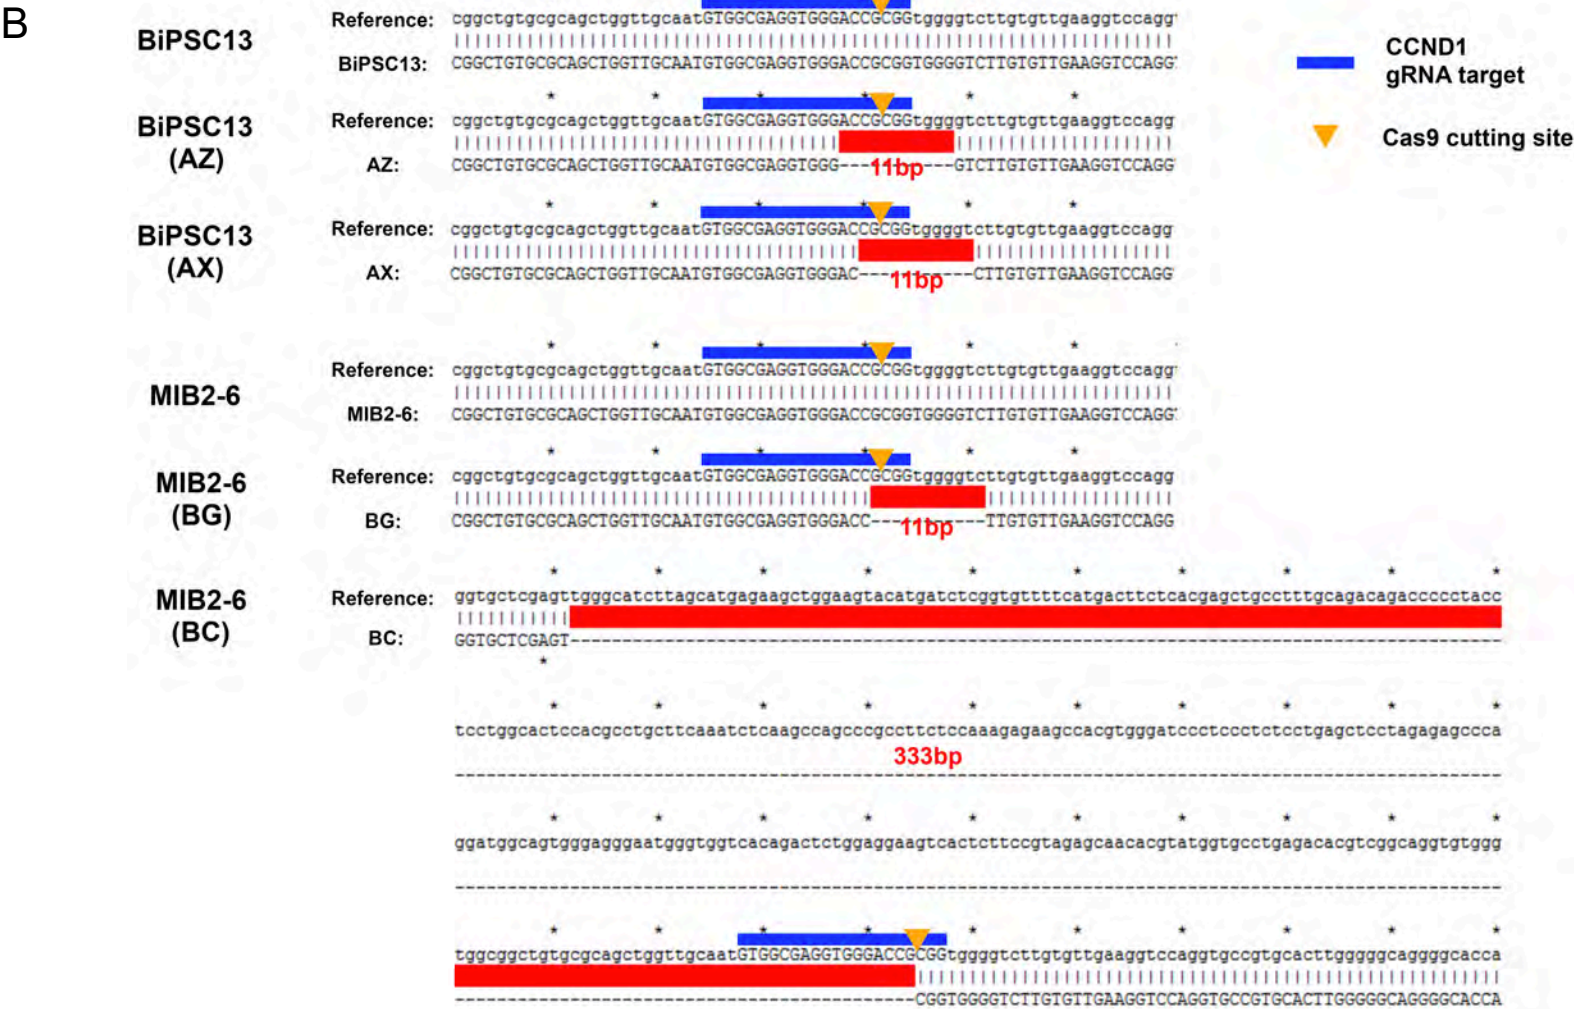 B
BiPSC13
Reference: cggctgtgcgcagctggttgcaatGTGGCGAGGTGGGACCGCGGtggggtcttgtgttgaaggtccagg
BiPSC13: CGGCTGTGCGCAGCTGGTTGCAATGTGGCGAGGTGGGACCGCGGTGGGGTCTTGTGTTGAAGGTCCAGG
CCND1
gRNA target
Cas9 cutting site
* * * * * *
BiPSC13
(AZ)
Reference: cggctgtgcgcagctggttgcaatGTGGCGAGGTGGGACCGCGGtggggtcttgtgttgaaggtccagg
AZ: CGGCTGTGCGCAGCTGGTTGCAATGTGGCGAGGTGGG---11bp---GTCTTGTGTTGAAGGTCCAGG
* * * * * *
BiPSC13
(AX)
Reference: cggctgtgcgcagctggttgcaatGTGGCGAGGTGGGACCGCGGtggggtcttgtgttgaaggtccagg
AX: CGGCTGTGCGCAGCTGGTTGCAATGTGGCGAGGTGGGAC---11bp---CTTGTGTTGAAGGTCCAGG
* * * * * *
MIB2-6
Reference: cggctgtgcgcagctggttgcaatGTGGCGAGGTGGGACCGCGGtggggtcttgtgttgaaggtccagg
MIB2-6: CGGCTGTGCGCAGCTGGTTGCAATGTGGCGAGGTGGGACCGCGGTGGGGTCTTGTGTTGAAGGTCCAGG
* * * * * *
MIB2-6
(BG)
Reference: cggctgtgcgcagctggttgcaatGTGGCGAGGTGGGACCGCGGtggggtcttgtgttgaaggtccagg
BG: CGGCTGTGCGCAGCTGGTTGCAATGTGGCGAGGTGGGACC---11bp---TTGTGTTGAAGGTCCAGG
* * * * * * * * * *
MIB2-6
(BC)
Reference: ggtgctcgagttgggcatcttagcatgagaagctggaagtacatgatctcggtgttttcatgacttctcacgagctgcctttgcagacagaccccctacc
BC: GGTGCTCGAGT-----------------------------------------------------------------------------------------
*
* * * * * * * * * *
tcctggcactccacgcctgcttcaaatctcaagccagcccgccttctccaaagagaagccacgtgggatccctccctctcctgagctcctagagagccca
333bp
----------------------------------------------------------------------------------------------------
* * * * * * * * * *
ggatggcagtgggagggaatgggtggtcacagactctggaggaagtcactcttccgtagagcaacacgtatggtgcctgagacacgtcggcaggtgtggg
----------------------------------------------------------------------------------------------------
* * * * * * * * * *
tggcggctgtgcgcagctggttgcaatGTGGCGAGGTGGGACCGCGGtggggtcttgtgttgaaggtccaggtgccgtgcacttgggggcaggggcacca
--------------------------------------------CGGTGGGGTCTTGTGTTGAAGGTCCAGGTGCCGTGCACTTGGGGGCAGGGGCACCA